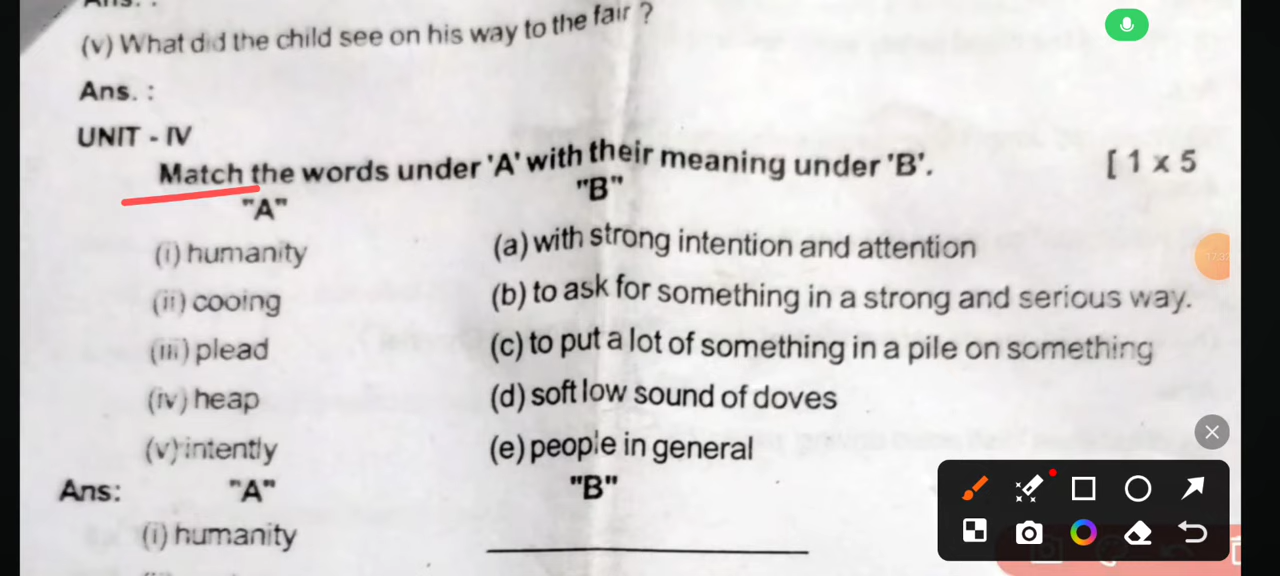 (v) What did the child see on his way to the fair ?
Ans. :
UNIT - IV
Match the words under 'A' with their meaning under 'B'. [ 1 x 5
"A" "B"
(i) humanity (a) with strong intention and attention
(ii) cooing (b) to ask for something in a strong and serious way.
(iii) plead (c) to put a lot of something in a pile on something
(iv) heap (d) soft low sound of doves
(v) intently (e) people in general
Ans: "A" "B"
(i) humanity